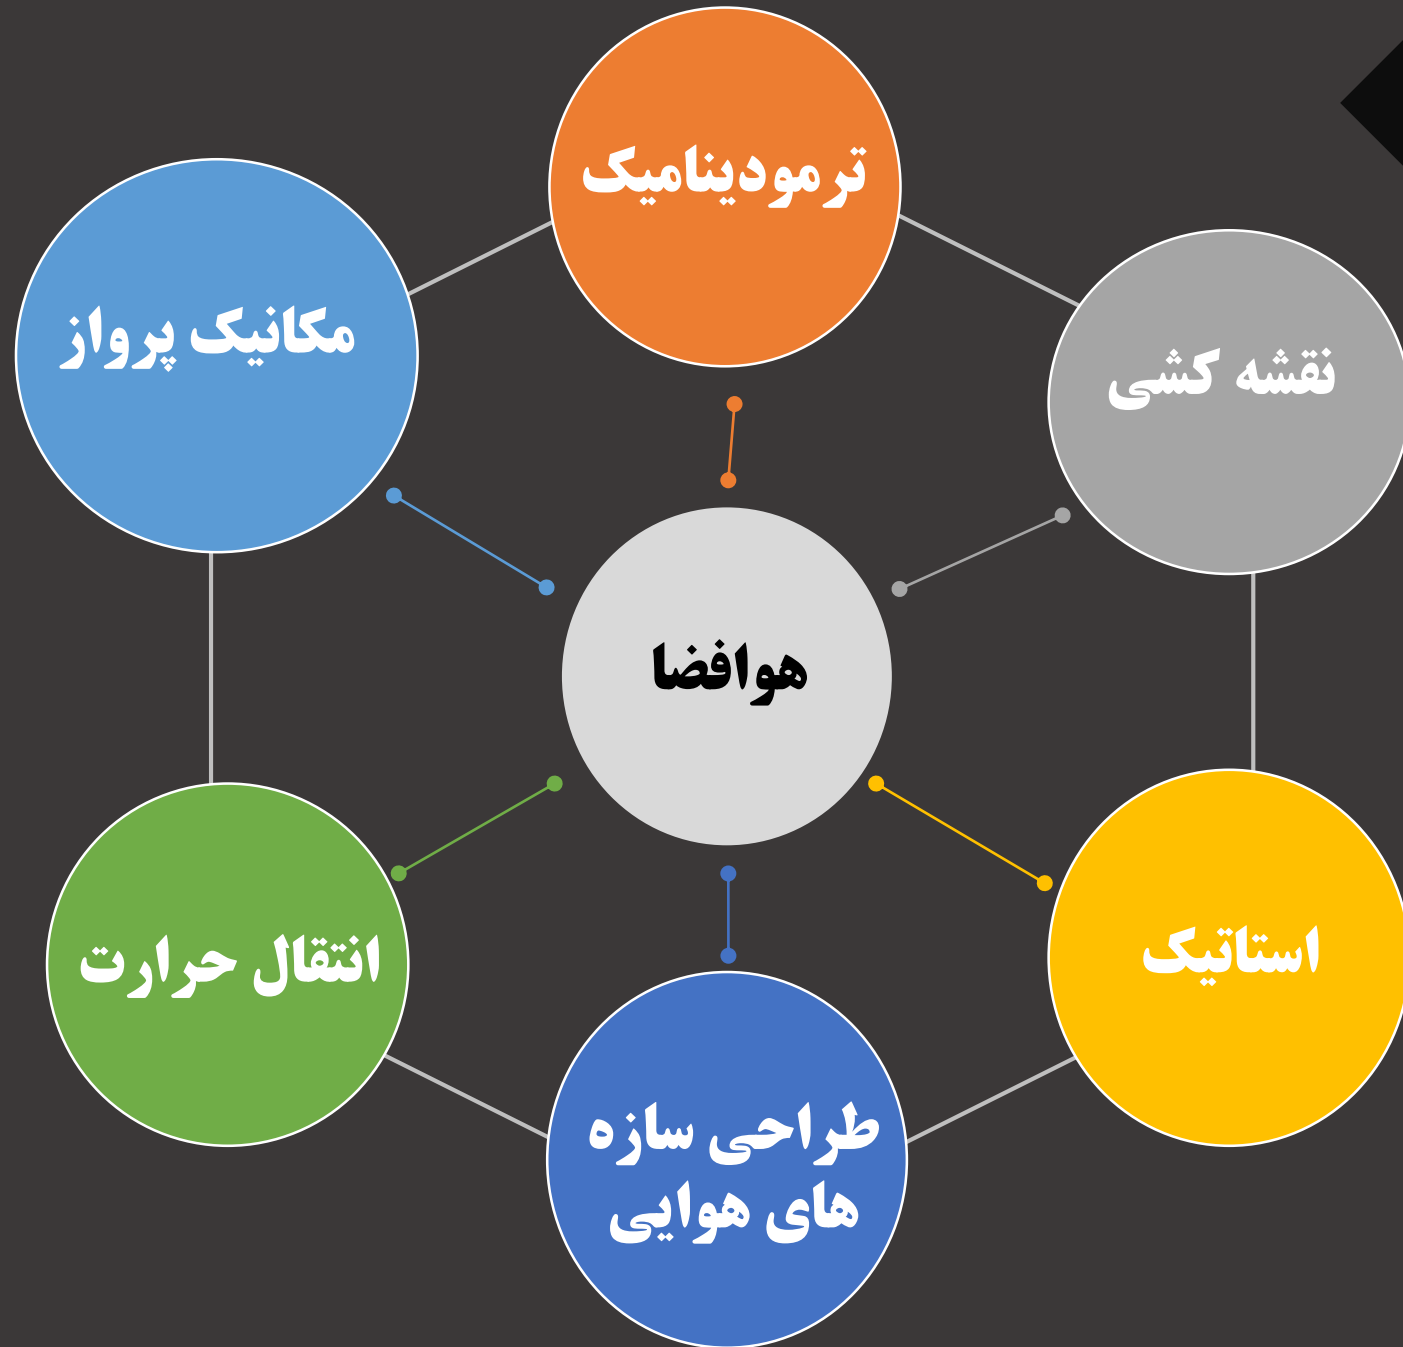 ترمودینامیک
مکانیک پرواز
نقشه کشی
هوافضا
استاتیک
انتقال حرارت
طراحی سازه
های هوایی